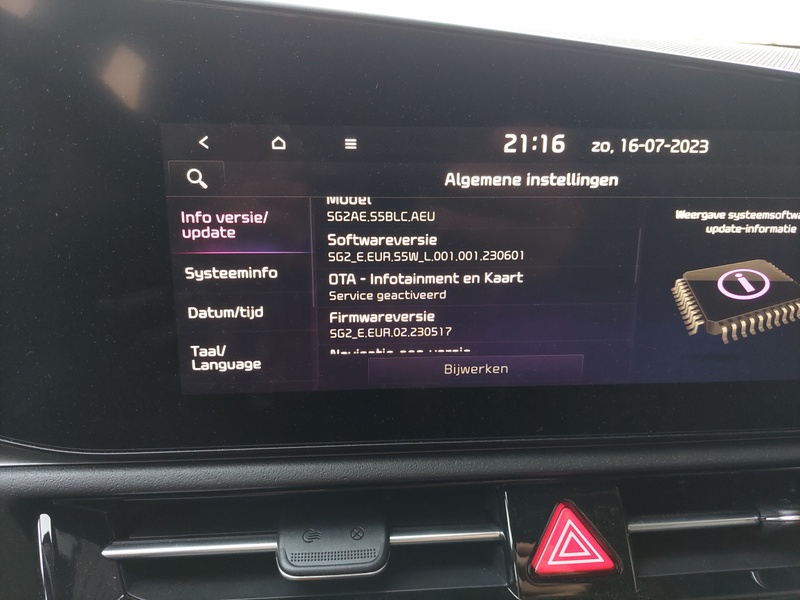 21:16 zo, 16-07-2023
Algemene instellingen
Info versie/
update
Systeeminfo
Datum/tijd
Taal/
Language
Model
SG2AE.S5BLC.AEU
Softwareversie
SG2_E.EUR.S5W_L.001.001.230601
OTA - Infotainment en Kaart
Service geactiveerd
Firmwareversie
SG2_E.EUR.02.230517
Bijwerken
Weergave
update-informatie